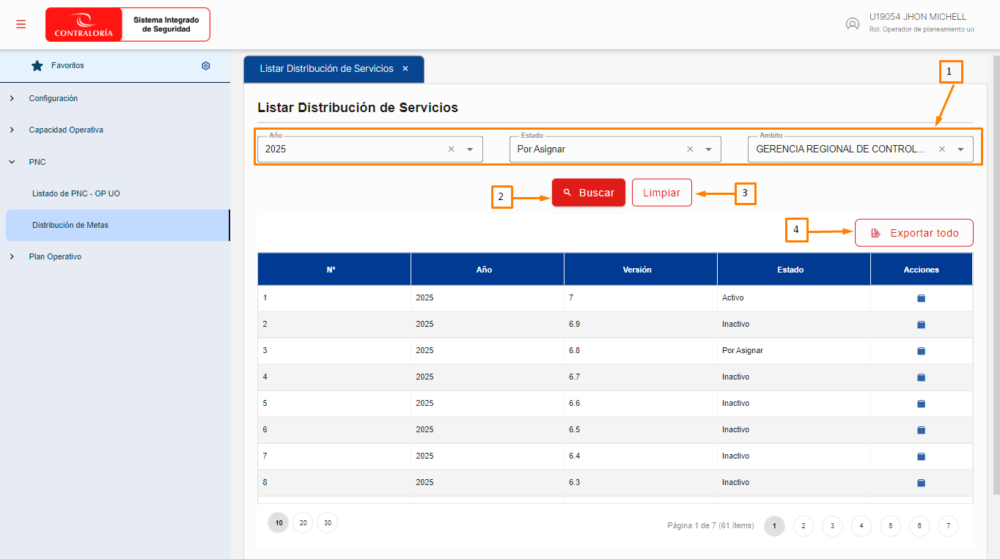 CONTRALORÍA
Sistema Integrado
de Seguridad
U19054 JHON MICHELL
Rol: Operador de planeamiento uo
Favoritos
Configuración
Capacidad Operativa
PNC
Listado de PNC - OP UO
Distribución de Metas
Plan Operativo
Listar Distribución de Servicios ×
1
Listar Distribución de Servicios
Año
2025
Estado
Por Asignar
Ambito
GERENCIA REGIONAL DE CONTROL...
2
Buscar
Limpiar
3
4
Exportar todo
Nº Año Versión Estado Acciones
1 2025 7 Activo
2 2025 6.9 Inactivo
3 2025 6.8 Por Asignar
4 2025 6.7 Inactivo
5 2025 6.6 Inactivo
6 2025 6.5 Inactivo
7 2025 6.4 Inactivo
8 2025 6.3 Inactivo
10 20 30
Página 1 de 7 (61 ítems) 1 2 3 4 5 6 7